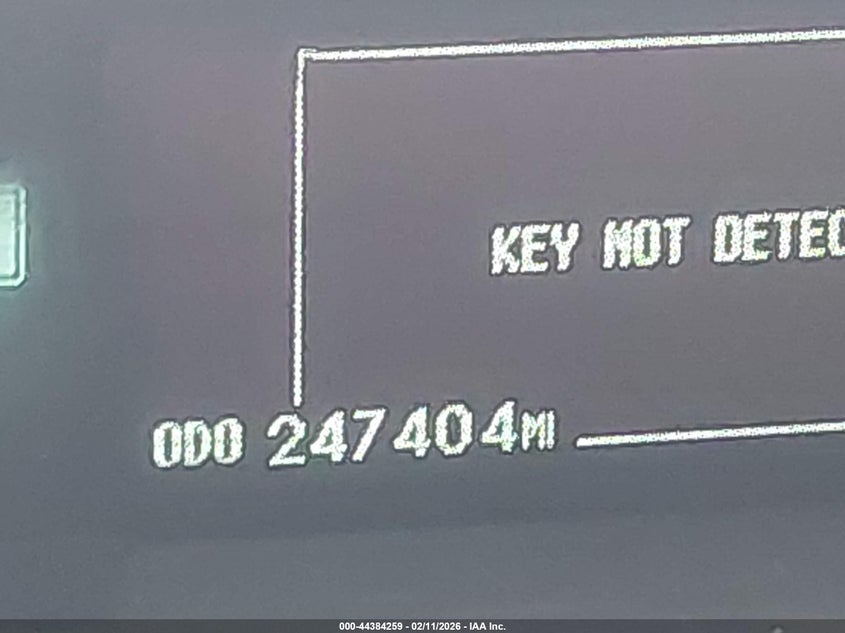 KEY NOT DETEC
ODO 247404MI
000-44384259 - 02/11/2026 - IAA Inc.